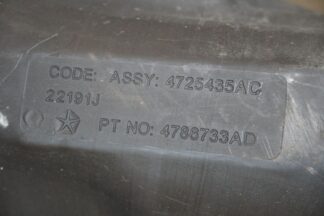 CODE: ASSY: 4725435AC
22191J
PT NO: 4788733AD